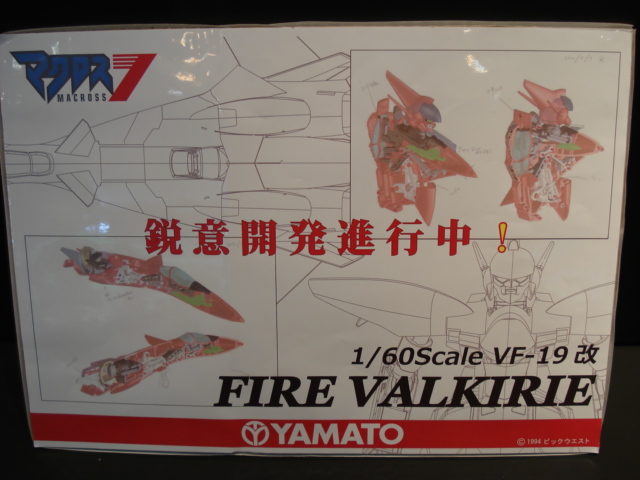 マクロス7
MACROSS
鋭意開発進行中!
1/60Scale VF-19 改
FIRE VALKIRIE
YAMATO
© 1994 ビックウエスト